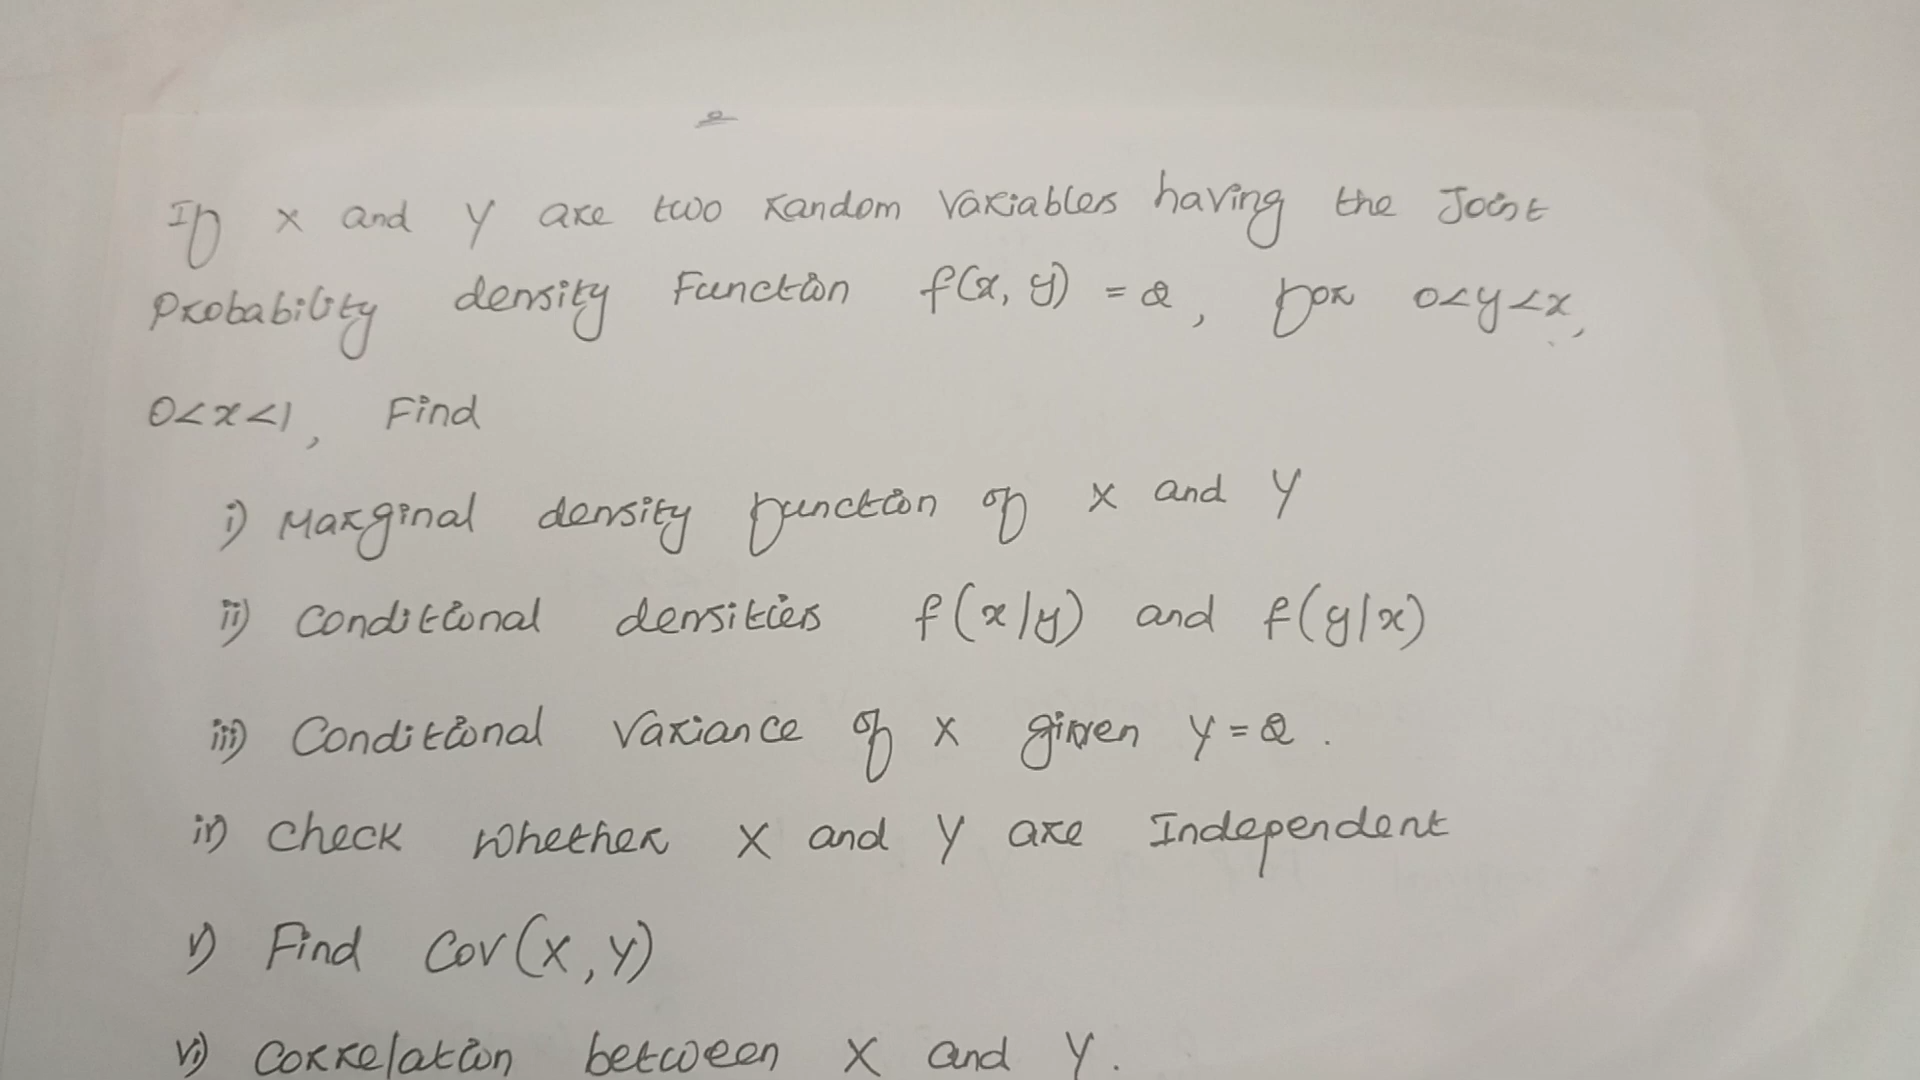 If x and y are two random variables having the Joint
Probability density Function f(x, y) = 2, for 0<y<x,
0<x<1, Find
i) Marginal density function of x and y
ii) Conditional densities f(x/y) and f(y/x)
iii) Conditional Variance of x given y=2.
iv) Check whether X and Y are Independent
v) Find Cov(X, Y)
vi) Correlation between X and Y.